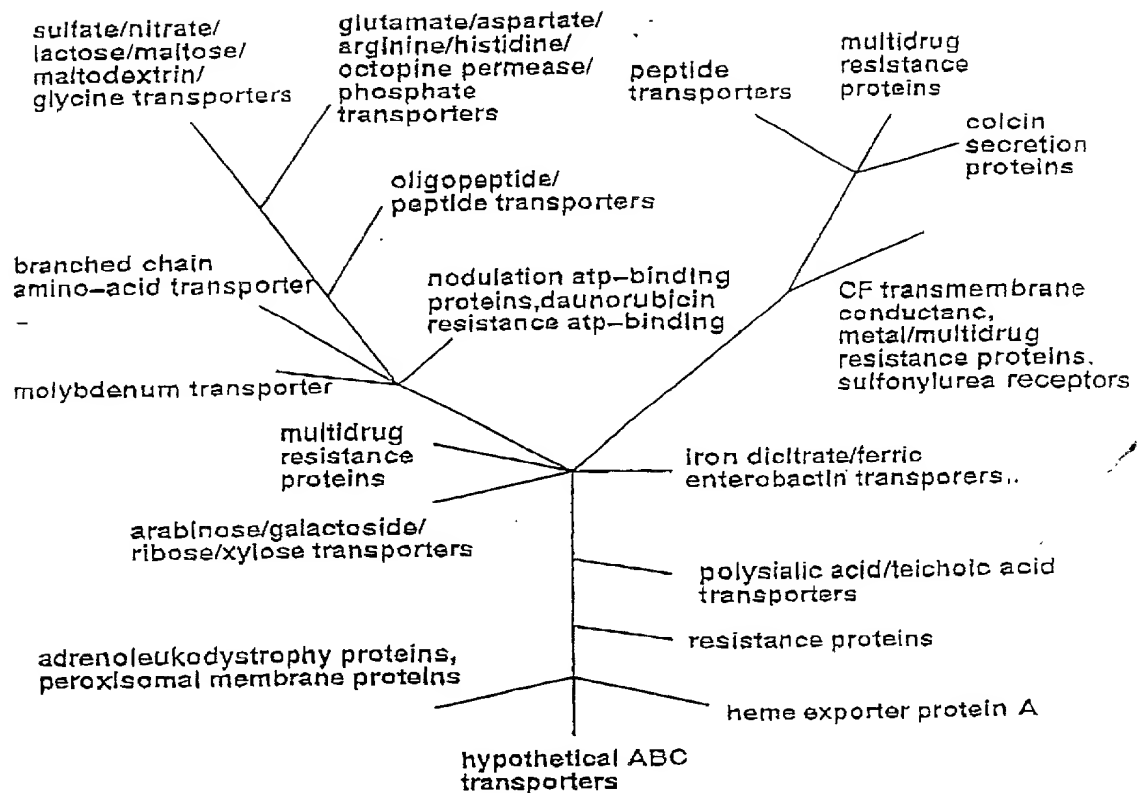 sulfate/nitrate/
lactose/maltose/
maltodextrin/
glycine transporters
glutamate/aspartate/
arginine/histidine/
octopine permease/
phosphate
transporters
peptide
transporters
multidrug
resistance
proteins
colcin
secretion
proteins
oligopeptide/
peptide transporters
branched chain
amino-acid transporter
nodulation atp-binding
proteins,daunorubicin
resistance atp-binding
CF transmembrane
conductanc,
metal/multidrug
resistance proteins.
sulfonylurea receptors
molybdenum transporter
multidrug
resistance
proteins
iron dicitrate/ferric
enterobactin transporers..
arabinose/galactoside/
ribose/xylose transporters
polysialic acid/teichoic acid
transporters
resistance proteins
adrenoleukodystrophy proteins,
peroxisomal membrane proteins
heme exporter protein A
hypothetical ABC
transporters